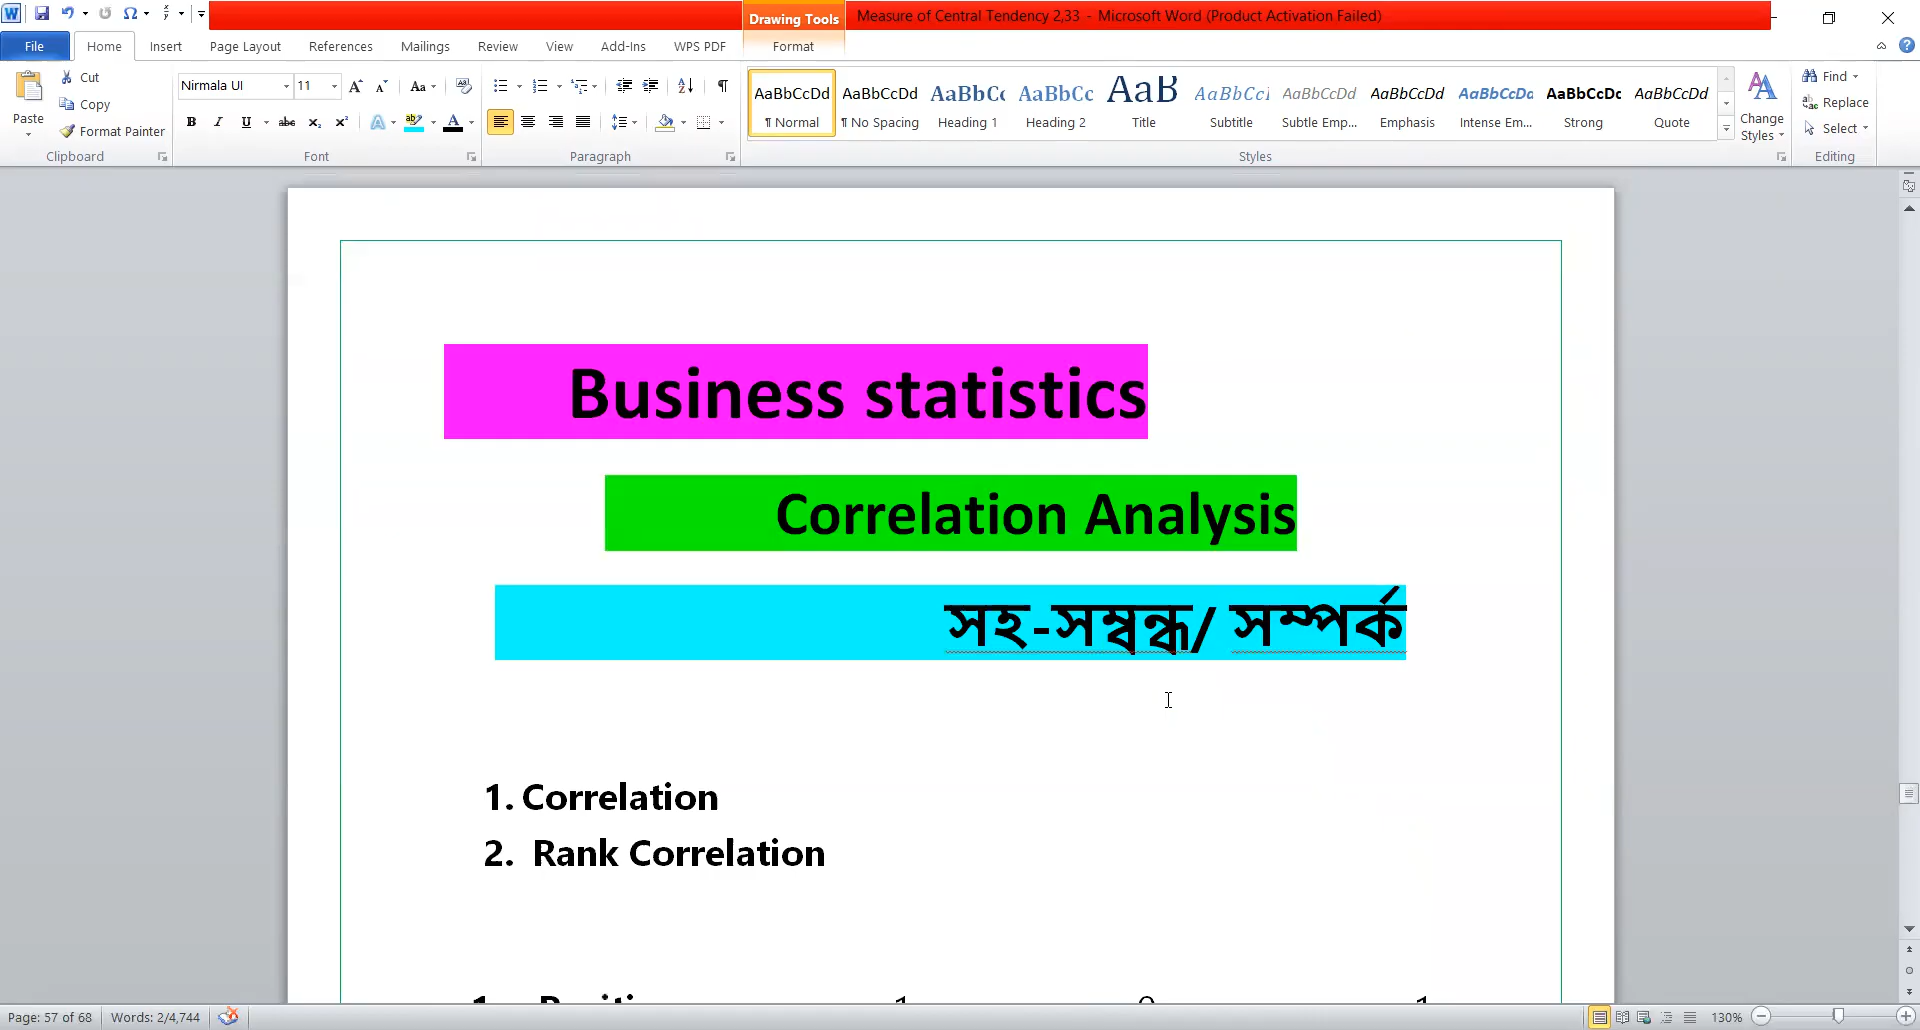 Drawing Tools
Measure of Central Tendency 2,33 - Microsoft Word (Product Activation Failed)
File Home Insert Page Layout References Mailings Review View Add-Ins WPS PDF Format
Paste
Cut
Copy
Format Painter
Clipboard
Nirmala UI 11
Font
Paragraph
AaBbCcDd AaBbCcDd AaBbCc AaBbCc AaB AaBbCcl AaBbCcDd AaBbCcDd AaBbCcDd AaBbCcDc AaBbCcDd
¶ Normal ¶ No Spacing Heading 1 Heading 2 Title Subtitle Subtle Emp... Emphasis Intense Em... Strong Quote
Styles
Change Styles
Find
Replace
Select
Editing
Business statistics
Correlation Analysis
সহ-সম্বন্ধ/ সম্পর্ক
1. Correlation
2. Rank Correlation
Page: 57 of 68 Words: 2/4,744 130%